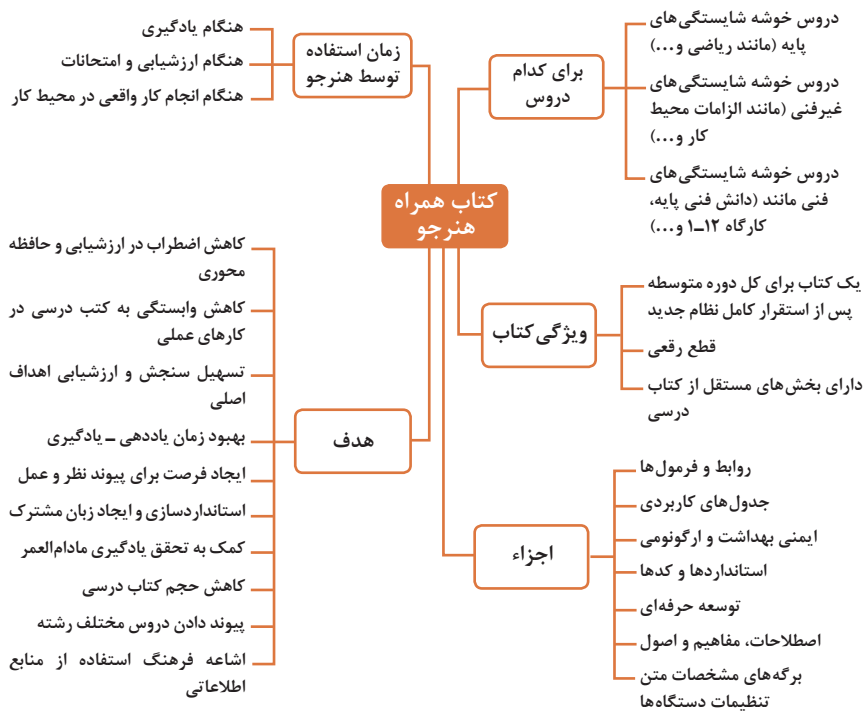 کتاب همراه
هنرجو
برای کدام
دروس
دروس خوشه شایستگی‌های
پایه (مانند ریاضی و...)
دروس خوشه شایستگی‌های
غیرفنی (مانند الزامات محیط
کار و...)
دروس خوشه شایستگی‌های
فنی مانند (دانش فنی پایه،
کارگاه ۱۲ـ۱ و...)
ویژگی کتاب
یک کتاب برای کل دوره متوسطه
پس از استقرار کامل نظام جدید
قطع رقعی
دارای بخش‌های مستقل از کتاب
درسی
اجزاء
روابط و فرمول‌ها
جدول‌های کاربردی
ایمنی بهداشت و ارگونومی
استانداردها و کدها
توسعه حرفه‌ای
اصطلاحات، مفاهیم و اصول
برگه‌های مشخصات متن
تنظیمات دستگاه‌ها
زمان استفاده
توسط هنرجو
هنگام یادگیری
هنگام ارزشیابی و امتحانات
هنگام انجام کار واقعی در محیط کار
هدف
کاهش اضطراب در ارزشیابی و حافظه
محوری
کاهش وابستگی به کتب درسی در
کارهای عملی
تسهیل سنجش و ارزشیابی اهداف
اصلی
بهبود زمان یاددهی ـ یادگیری
ایجاد فرصت برای پیوند نظر و عمل
استانداردسازی و ایجاد زبان مشترک
کمک به تحقق یادگیری مادام‌العمر
کاهش حجم کتاب درسی
پیوند دادن دروس مختلف رشته
اشاعه فرهنگ استفاده از منابع
اطلاعاتی